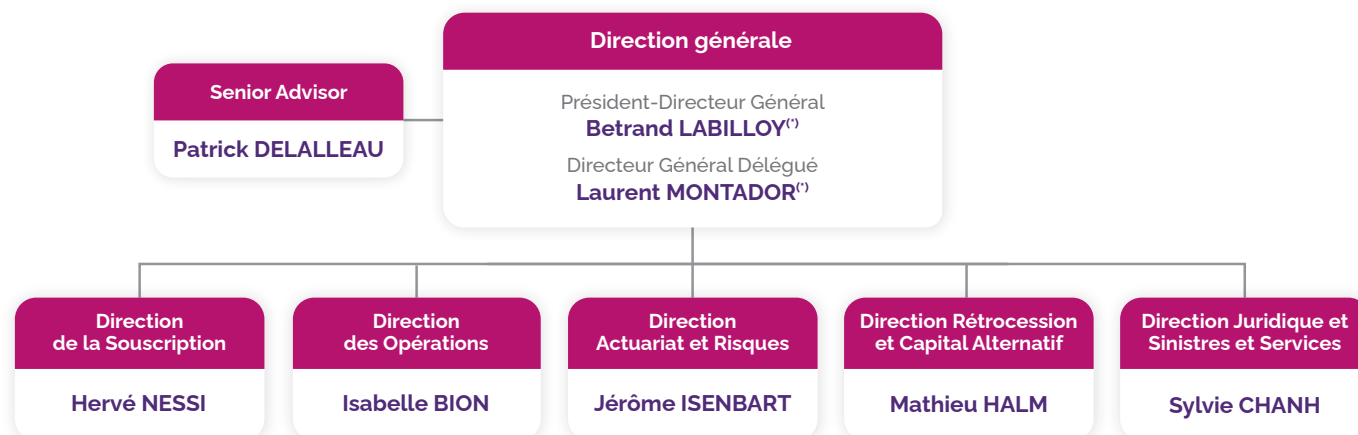 Direction générale
Président-Directeur Général
Betrand LABILLOY(*)
Directeur Général Délégué
Laurent MONTADOR(*)
Senior Advisor
Patrick DELALLEAU
Direction
de la Souscription
Hervé NESSI
Direction
des Opérations
Isabelle BION
Direction
Actuariat et Risques
Jérôme ISENBART
Direction Rétrocession
et Capital Alternatif
Mathieu HALM
Direction Juridique et
Sinistres et Services
Sylvie CHANH